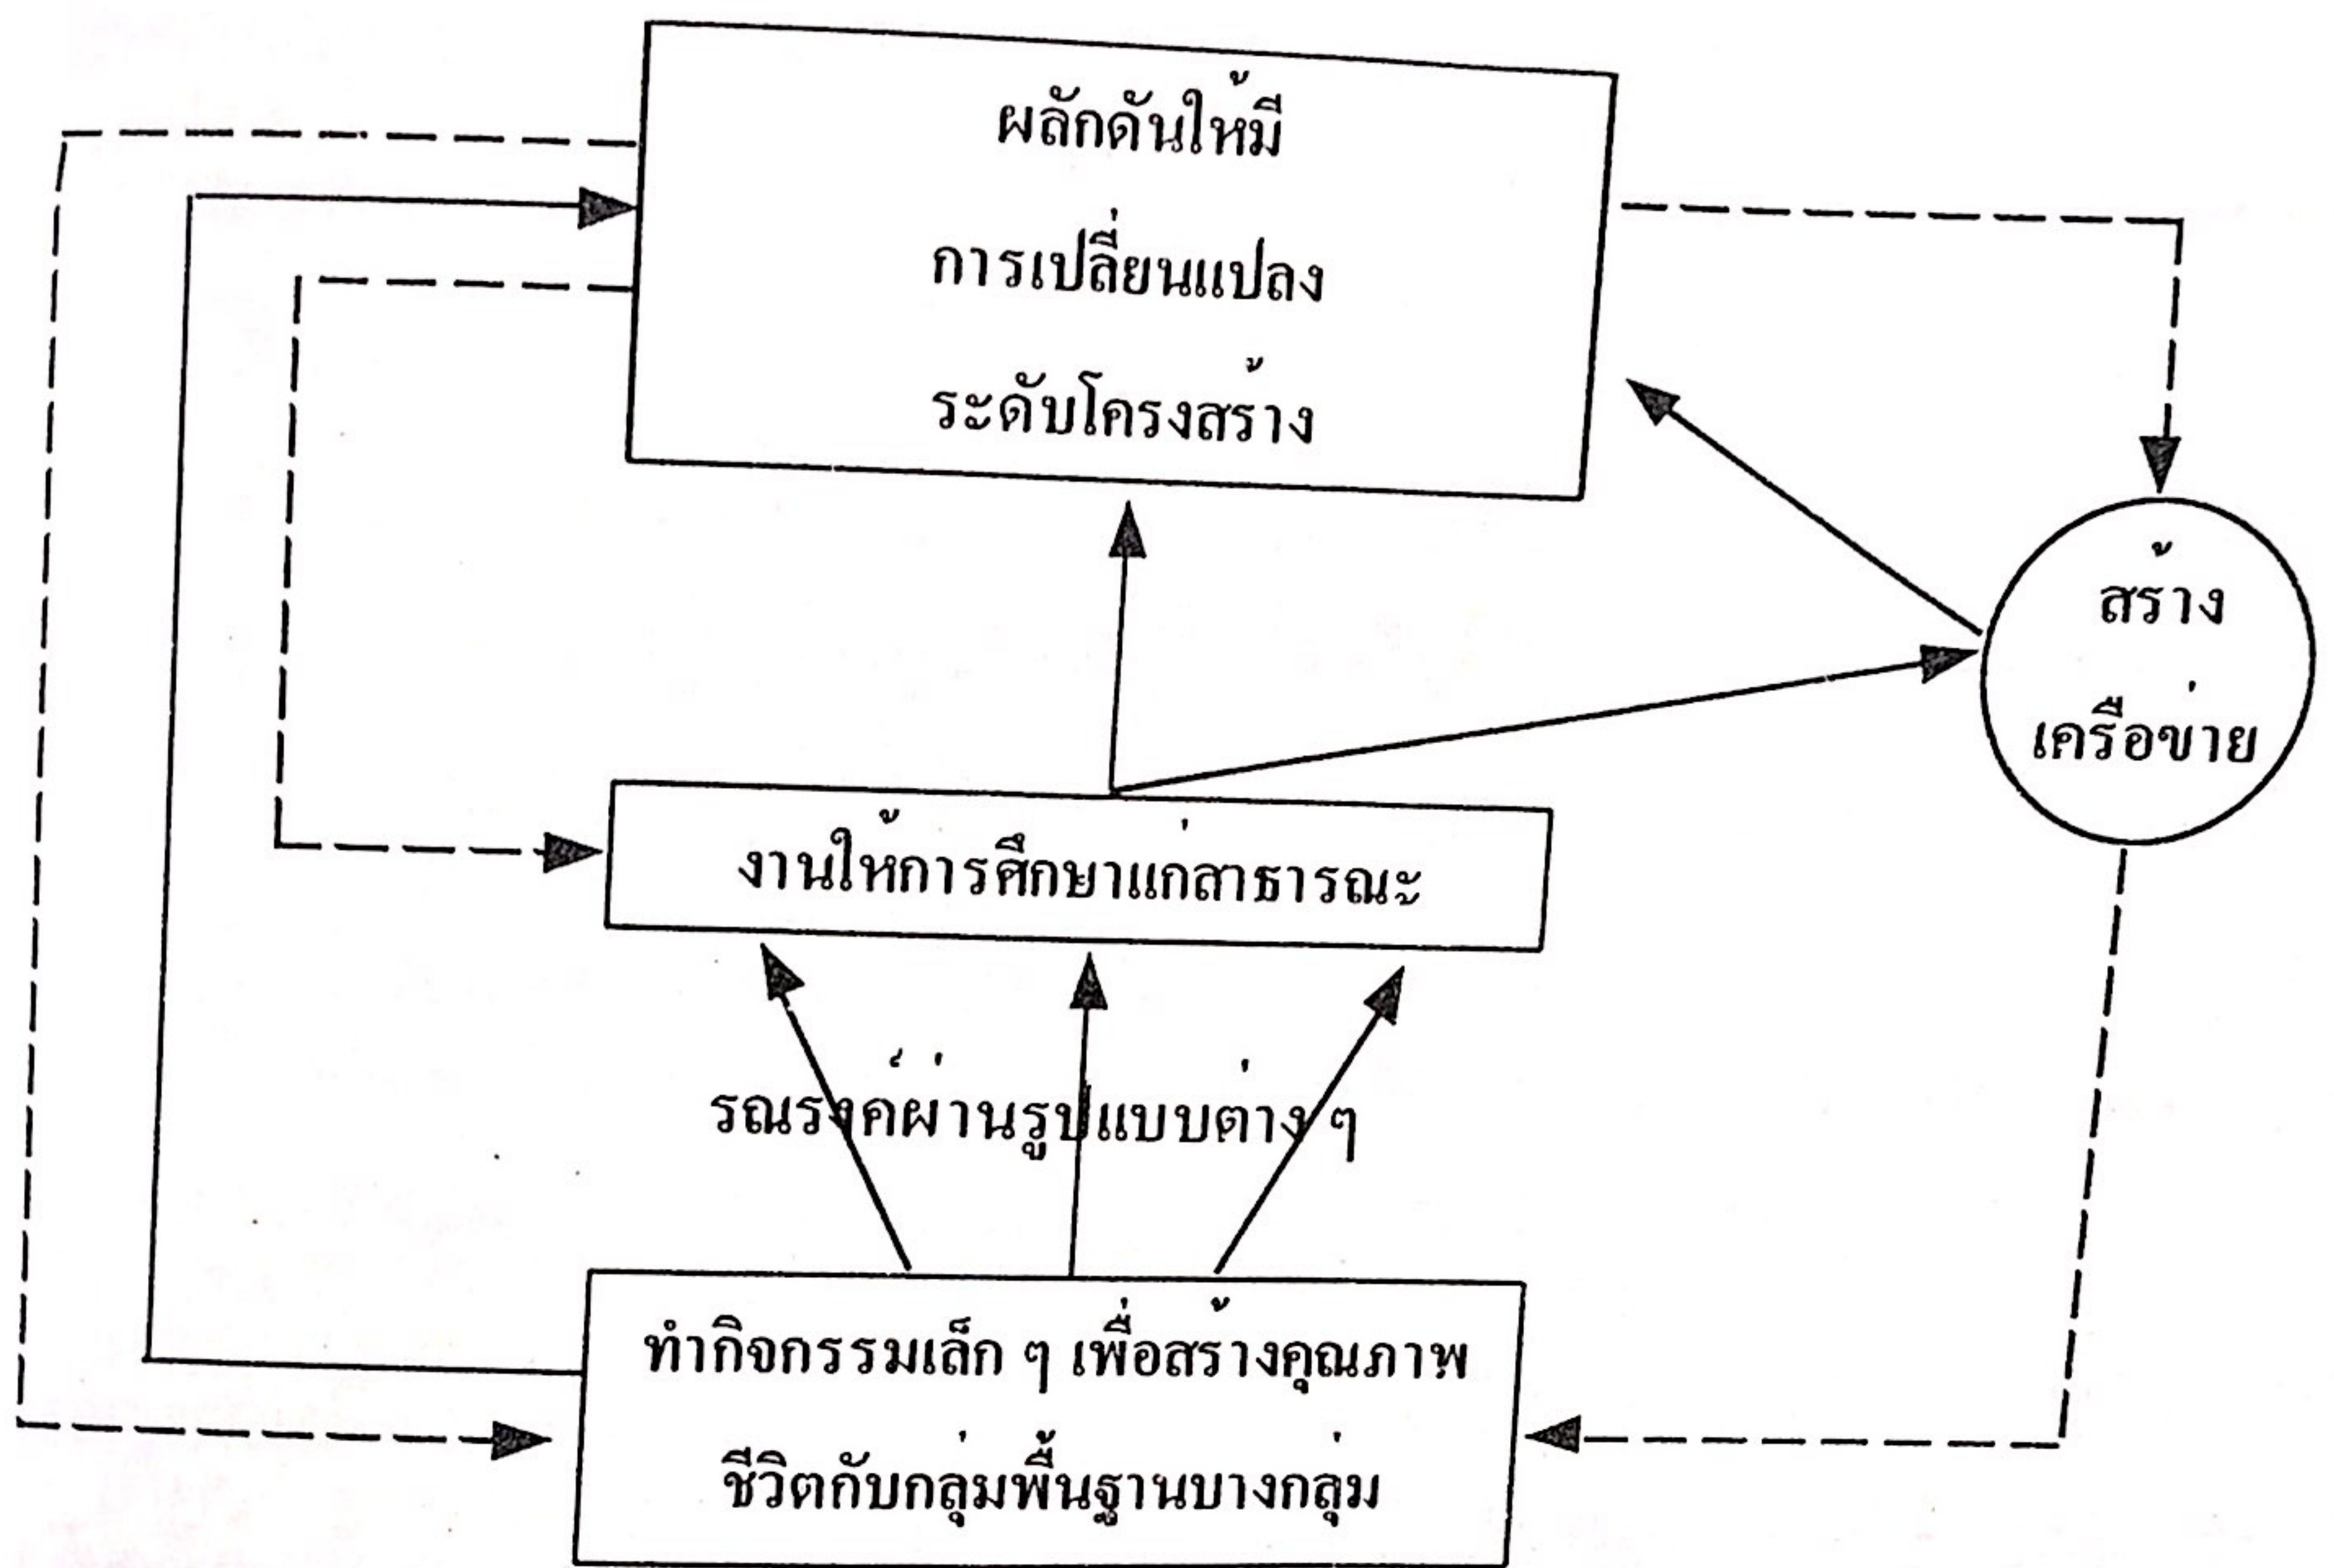 ผลักดันให้มี
การเปลี่ยนแปลง
ระดับโครงสร้าง
สร้าง
เครือข่าย
งานให้การศึกษาแก่สาธารณะ
รณรงค์ผ่านรูปแบบต่าง ๆ
ทำกิจกรรมเล็ก ๆ เพื่อสร้างคุณภาพ
ชีวิตกับกลุ่มพื้นฐานบางกลุ่ม